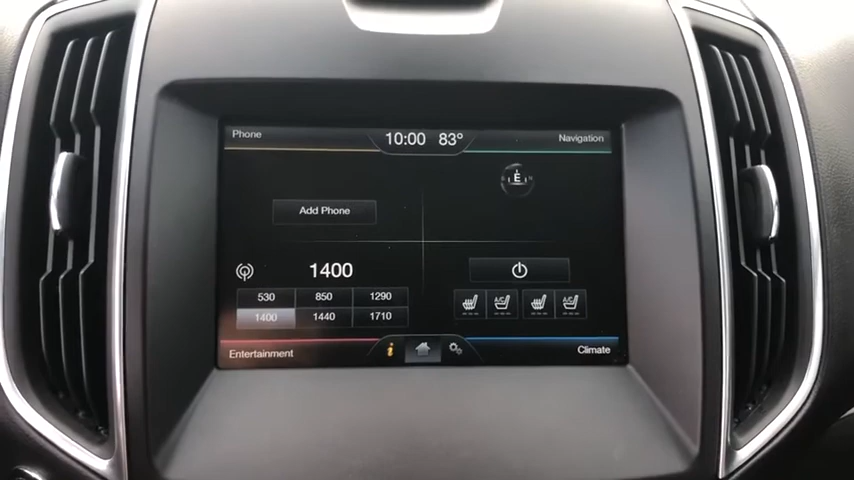 Phone
10:00 83°
Navigation
E
Add Phone
1400
530 850 1290
1400 1440 1710
A/C A/C
Entertainment
i
Climate